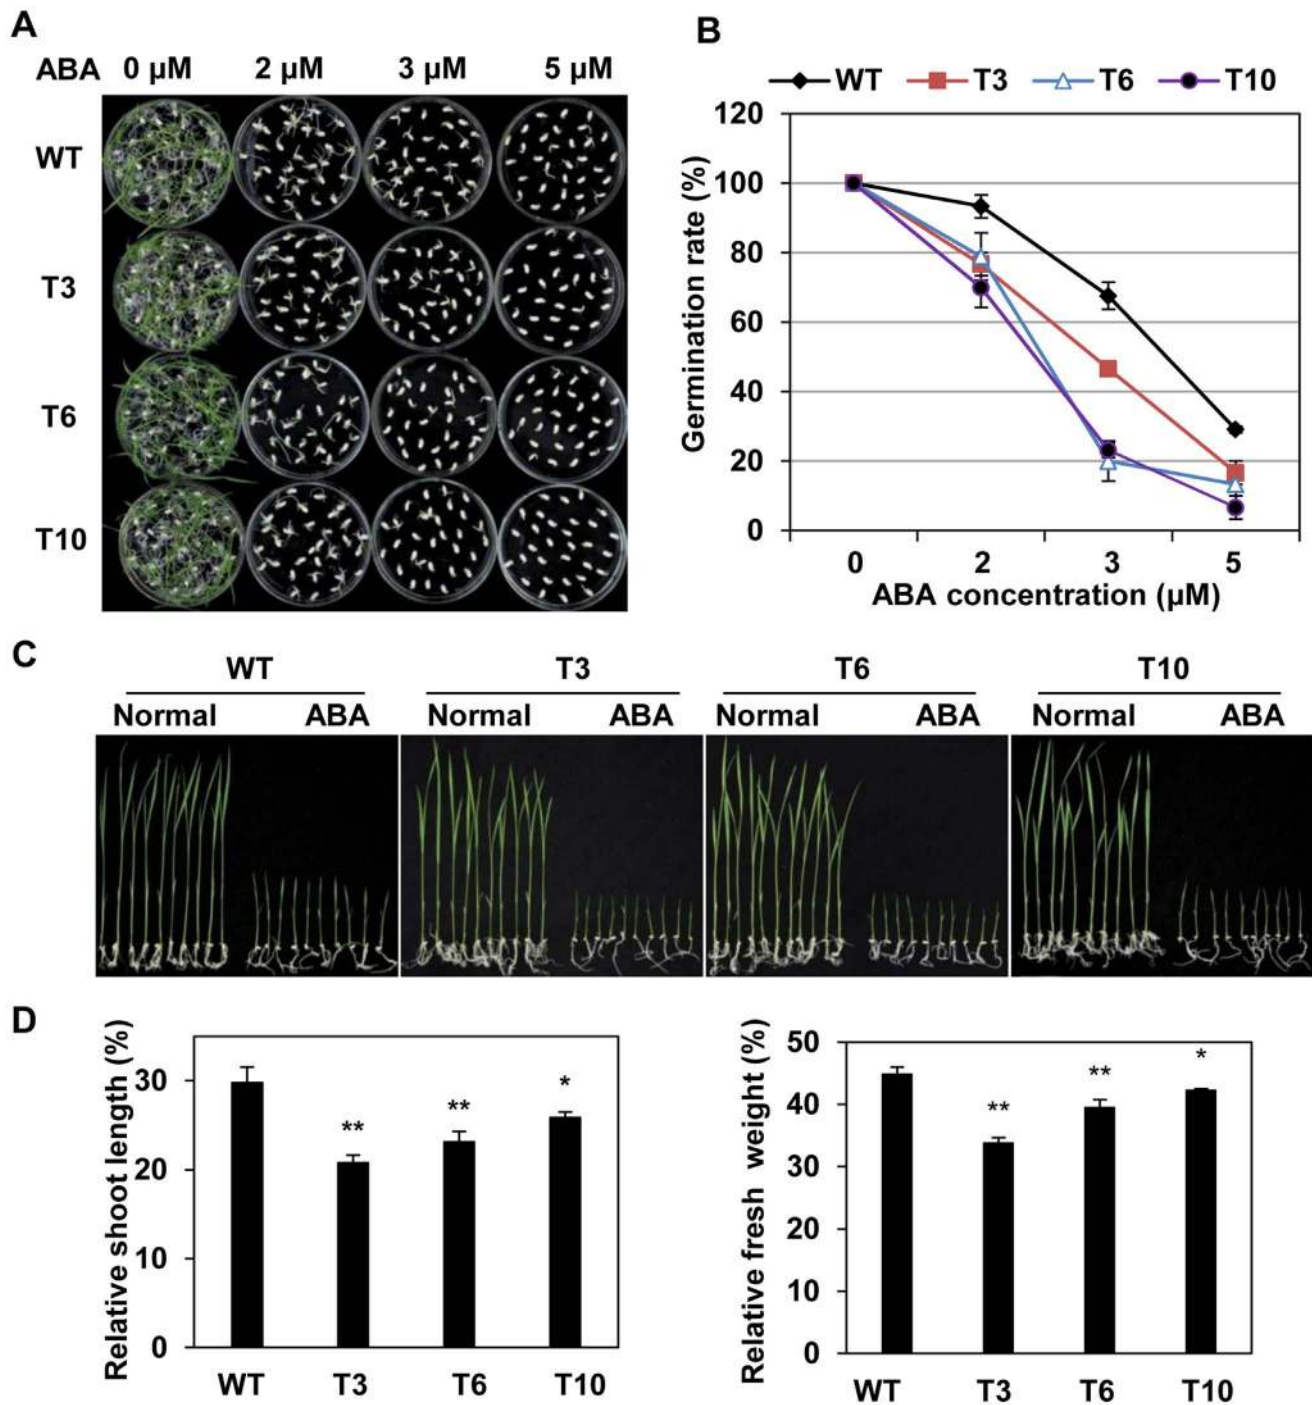 A
ABA 0 μM 2 μM 3 μM 5 μM
WT
T3
T6
T10
B
WT T3 T6 T10
Germination rate (%)
120
100
80
60
40
20
0
0 2 3 5
ABA concentration (μM)
C
WT T3 T6 T10
Normal ABA Normal ABA Normal ABA Normal ABA
D
Relative shoot length (%)
30
20
10
0
** ** *
WT T3 T6 T10
Relative fresh weight (%)
50
40
30
20
10
0
** ** *
WT T3 T6 T10